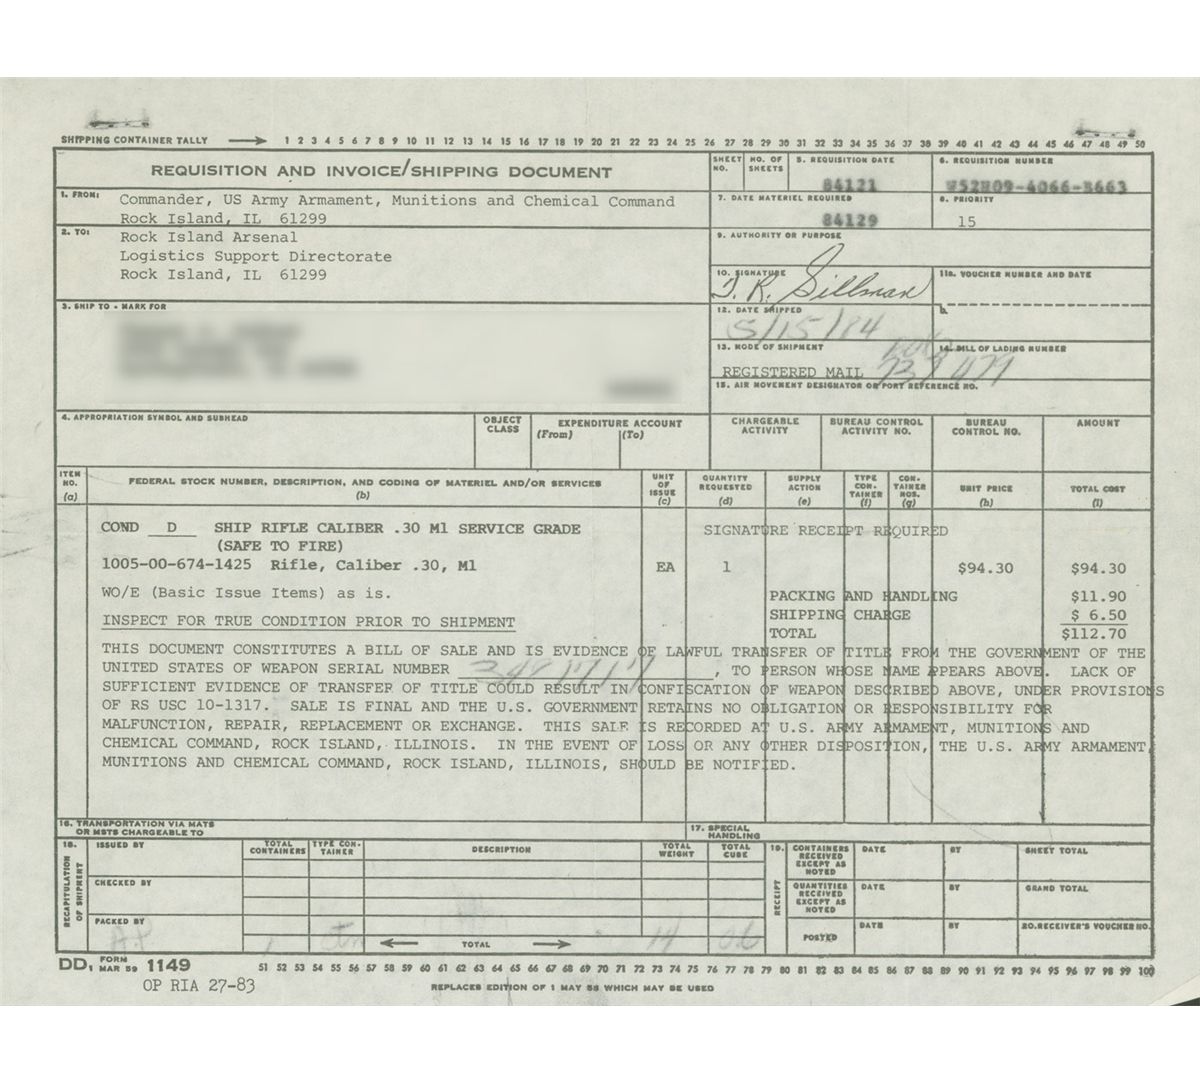 SHIPPING CONTAINER TALLY 1 2 3 4 5 6 7 8 9 10 11 12 13 14 15 16 17 18 19 20 21 22 23 24 25 26 27 28 29 30 31 32 33 34 35 36 37 38 39 40 41 42 43 44 45 46 47 48 49 50
REQUISITION AND INVOICE/SHIPPING DOCUMENT
SHEET NO.
NO. OF SHEETS
5. REQUISITION DATE
84121
6. REQUISITION NUMBER
W52H09-4066-B663
1. FROM:
Commander, US Army Armament, Munitions and Chemical Command
Rock Island, IL 61299
7. DATE MATERIEL REQUIRED
84129
8. PRIORITY
15
2. TO:
Rock Island Arsenal
Logistics Support Directorate
Rock Island, IL 61299
9. AUTHORITY OR PURPOSE
10. SIGNATURE
J. R. Sillman
11a. VOUCHER NUMBER AND DATE
b.
3. SHIP TO - MARK FOR
12. DATE SHIPPED
5/15/84
13. MODE OF SHIPMENT
REGISTERED MAIL
14. BILL OF LADING NUMBER
15. AIR MOVEMENT DESIGNATOR OR PORT REFERENCE NO.
4. APPROPRIATION SYMBOL AND SUBHEAD
OBJECT CLASS
EXPENDITURE ACCOUNT
(From) (To)
CHARGEABLE ACTIVITY
BUREAU CONTROL ACTIVITY NO.
BUREAU CONTROL NO.
AMOUNT
ITEM NO. (a)
FEDERAL STOCK NUMBER, DESCRIPTION, AND CODING OF MATERIEL AND/OR SERVICES (b)
UNIT OF ISSUE (c)
QUANTITY REQUESTED (d)
SUPPLY ACTION (e)
TYPE CON- TAINER (f)
CON- TAINER NOS. (g)
UNIT PRICE (h)
TOTAL COST (i)
COND D SHIP RIFLE CALIBER .30 M1 SERVICE GRADE SIGNATURE RECEIPT REQUIRED
(SAFE TO FIRE)
1005-00-674-1425 Rifle, Caliber .30, M1 EA 1 $94.30 $94.30
WO/E (Basic Issue Items) as is. PACKING AND HANDLING $11.90
INSPECT FOR TRUE CONDITION PRIOR TO SHIPMENT SHIPPING CHARGE $ 6.50
TOTAL $112.70
THIS DOCUMENT CONSTITUTES A BILL OF SALE AND IS EVIDENCE OF LAWFUL TRANSFER OF TITLE FROM THE GOVERNMENT OF THE
UNITED STATES OF WEAPON SERIAL NUMBER , TO PERSON WHOSE NAME APPEARS ABOVE. LACK OF
SUFFICIENT EVIDENCE OF TRANSFER OF TITLE COULD RESULT IN CONFISCATION OF WEAPON DESCRIBED ABOVE, UNDER PROVISIONS
OF RS USC 10-1317. SALE IS FINAL AND THE U.S. GOVERNMENT RETAINS NO OBLIGATION OR RESPONSIBILITY FOR
MALFUNCTION, REPAIR, REPLACEMENT OR EXCHANGE. THIS SALE IS RECORDED AT U.S. ARMY ARMAMENT, MUNITIONS AND
CHEMICAL COMMAND, ROCK ISLAND, ILLINOIS. IN THE EVENT OF LOSS OR ANY OTHER DISPOSITION, THE U.S. ARMY ARMAMENT,
MUNITIONS AND CHEMICAL COMMAND, ROCK ISLAND, ILLINOIS, SHOULD BE NOTIFIED.
16. TRANSPORTATION VIA MATS OR MSTS CHARGEABLE TO
17. SPECIAL HANDLING
18. RECAPITULATION OF SHIPMENT
ISSUED BY
TOTAL CONTAINERS
TYPE CON- TAINER
DESCRIPTION
TOTAL WEIGHT
TOTAL CUBE
19. RECEIPT
CONTAINERS RECEIVED EXCEPT AS NOTED
DATE
BY
SHEET TOTAL
CHECKED BY
QUANTITIES RECEIVED EXCEPT AS NOTED
DATE
BY
GRAND TOTAL
PACKED BY
1 ctn TOTAL 14 06
POSTED
DATE
BY
20. RECEIVER'S VOUCHER NO.
DD FORM 1 MAR 59 1149
51 52 53 54 55 56 57 58 59 60 61 62 63 64 65 66 67 68 69 70 71 72 73 74 75 76 77 78 79 80 81 82 83 84 85 86 87 88 89 90 91 92 93 94 95 96 97 98 99 100
OP RIA 27-83
REPLACES EDITION OF 1 MAY 58 WHICH MAY BE USED